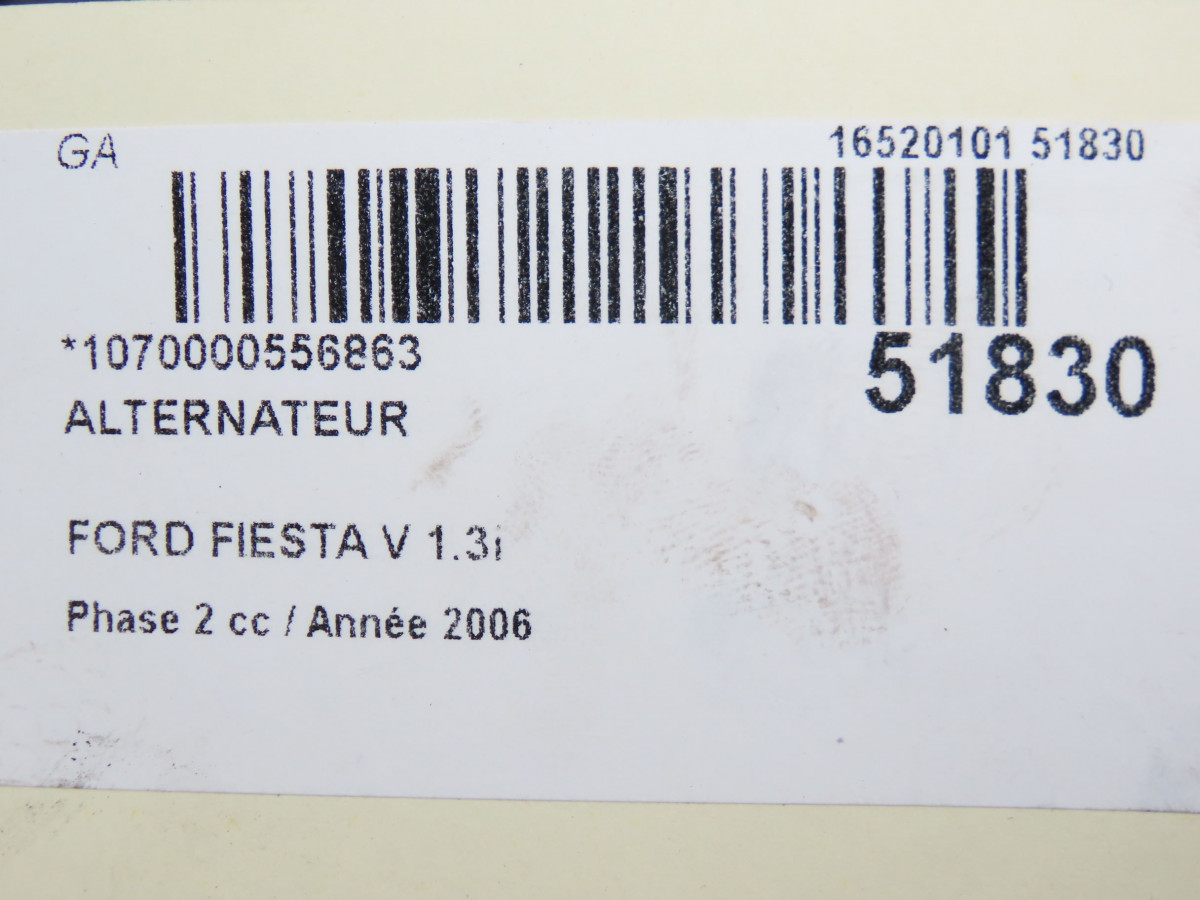 GA
16520101 51830
*1070000556863
51830
ALTERNATEUR
FORD FIESTA V 1.3i
Phase 2 cc / Année 2006